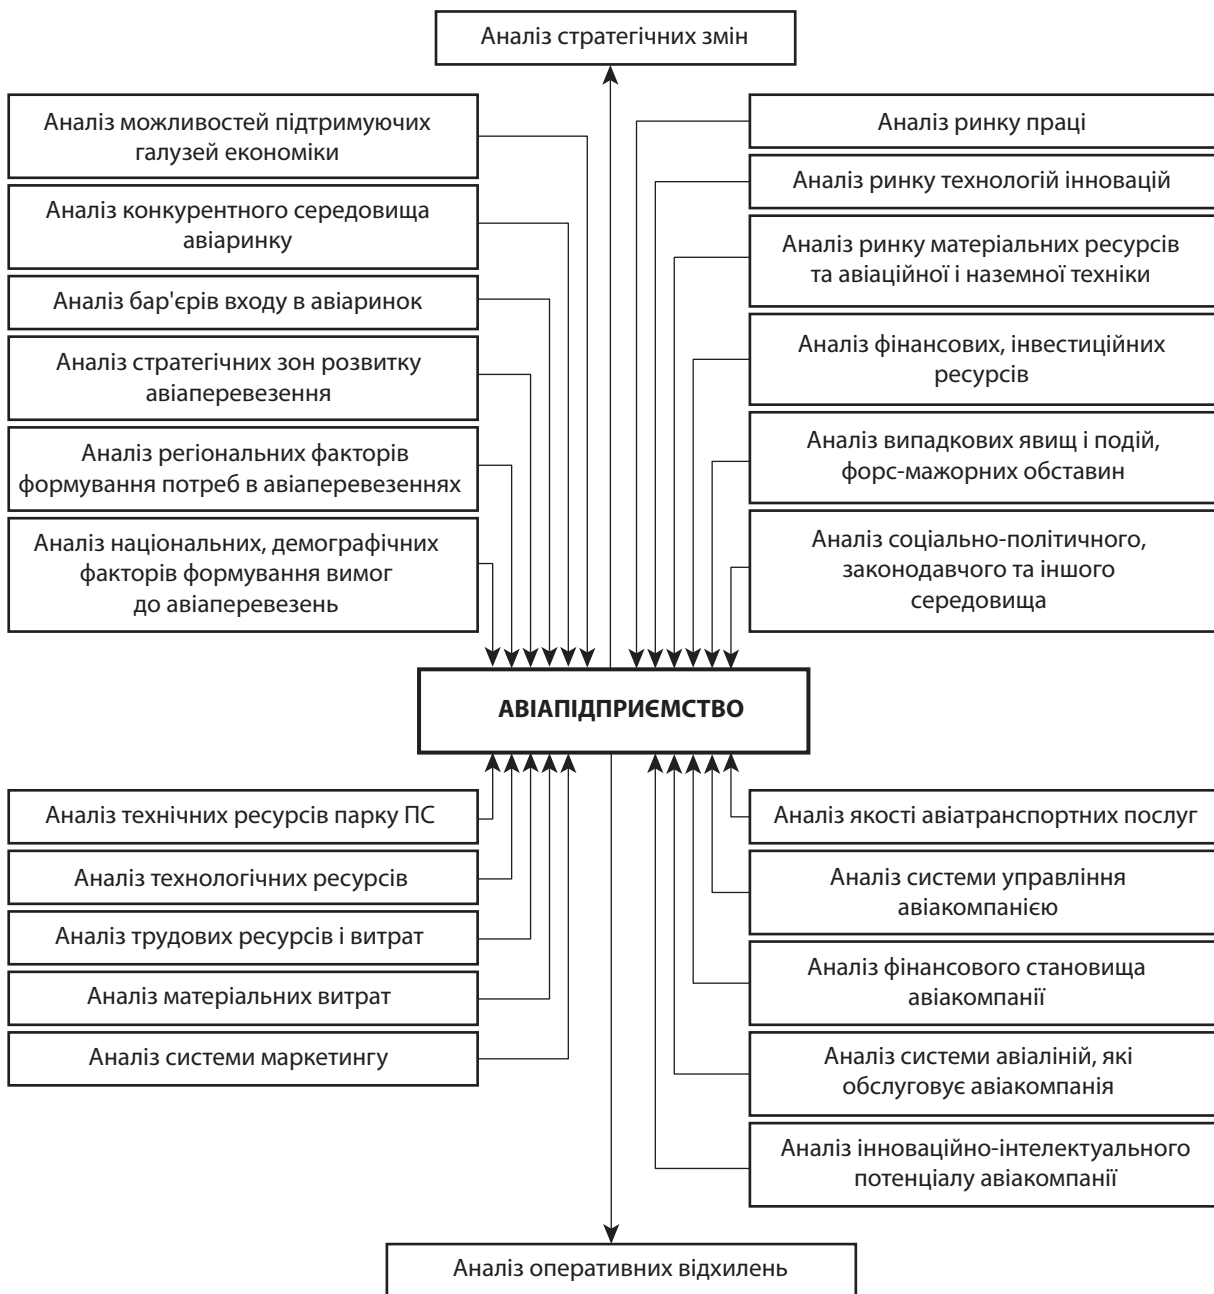 Аналіз стратегічних змін
Аналіз можливостей підтримуючих
галузей економіки
Аналіз конкурентного середовища
авіаринку
Аналіз бар'єрів входу в авіаринок
Аналіз стратегічних зон розвитку
авіаперевезення
Аналіз регіональних факторів
формування потреб в авіаперевезеннях
Аналіз національних, демографічних
факторів формування вимог
до авіаперевезень
Аналіз ринку праці
Аналіз ринку технологій інновацій
Аналіз ринку матеріальних ресурсів
та авіаційної і наземної техніки
Аналіз фінансових, інвестиційних
ресурсів
Аналіз випадкових явищ і подій,
форс-мажорних обставин
Аналіз соціально-політичного,
законодавчого та іншого
середовища
АВІАПІДПРИЄМСТВО
Аналіз технічних ресурсів парку ПС
Аналіз технологічних ресурсів
Аналіз трудових ресурсів і витрат
Аналіз матеріальних витрат
Аналіз системи маркетингу
Аналіз якості авіатранспортних послуг
Аналіз системи управління
авіакомпанією
Аналіз фінансового становища
авіакомпанії
Аналіз системи авіаліній, які
обслуговує авіакомпанія
Аналіз інноваційно-інтелектуального
потенціалу авіакомпанії
Аналіз оперативних відхилень